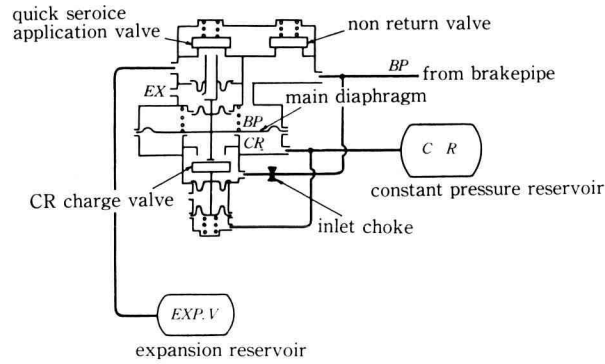 quick seroice
application valve
non return valve
BP
from brakepipe
EX
main diaphragm
BP
CR
C R
constant pressure reservoir
CR charge valve
inlet choke
EXP.V
expansion reservoir